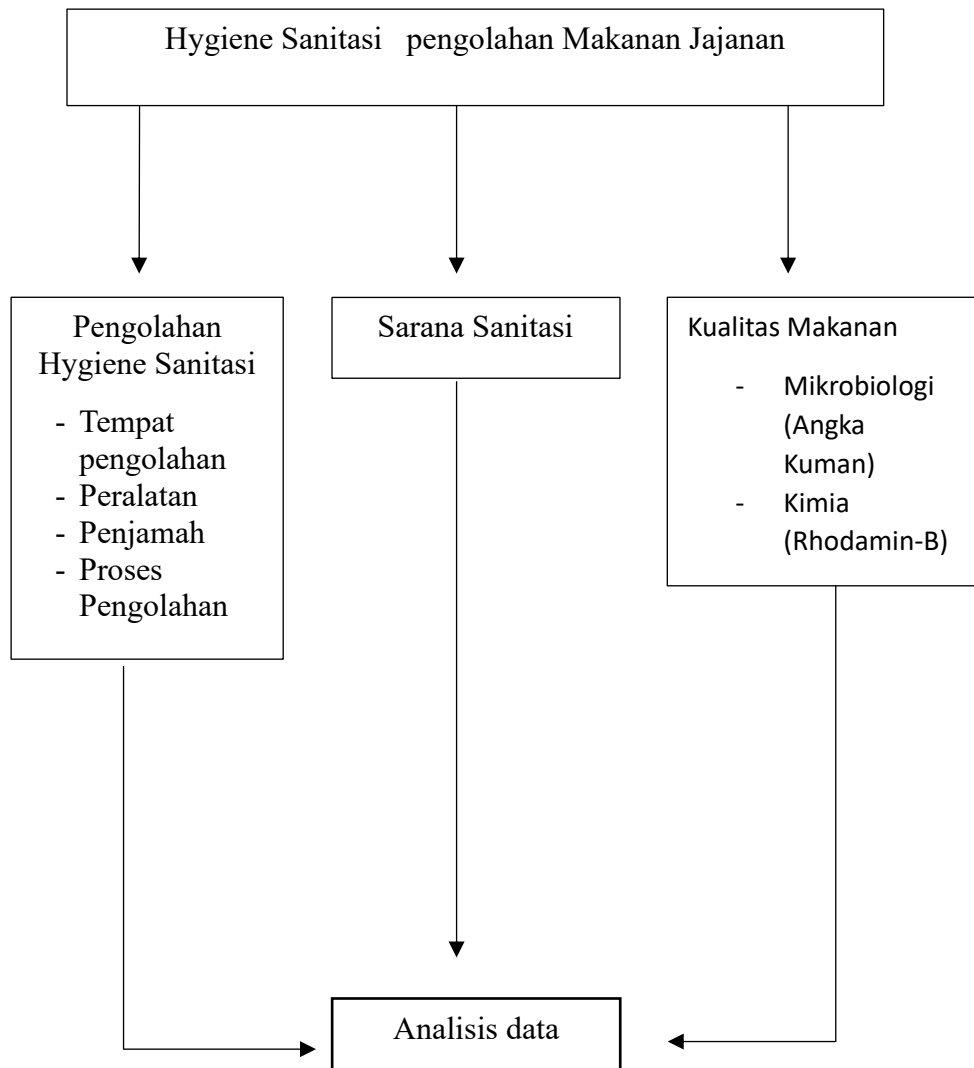 Hygiene Sanitasi pengolahan Makanan Jajanan
Pengolahan
Hygiene Sanitasi
- Tempat
pengolahan
- Peralatan
- Penjamah
- Proses
Pengolahan
Sarana Sanitasi
Kualitas Makanan
- Mikrobiologi
(Angka
Kuman)
- Kimia
(Rhodamin-B)
Analisis data